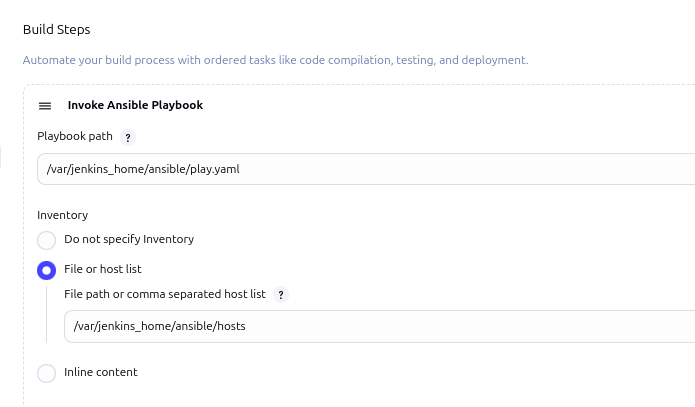 Build Steps
Automate your build process with ordered tasks like code compilation, testing, and deployment.
Invoke Ansible Playbook
Playbook path ?
/var/jenkins_home/ansible/play.yaml
Inventory
Do not specify Inventory
File or host list
File path or comma separated host list ?
/var/jenkins_home/ansible/hosts
Inline content